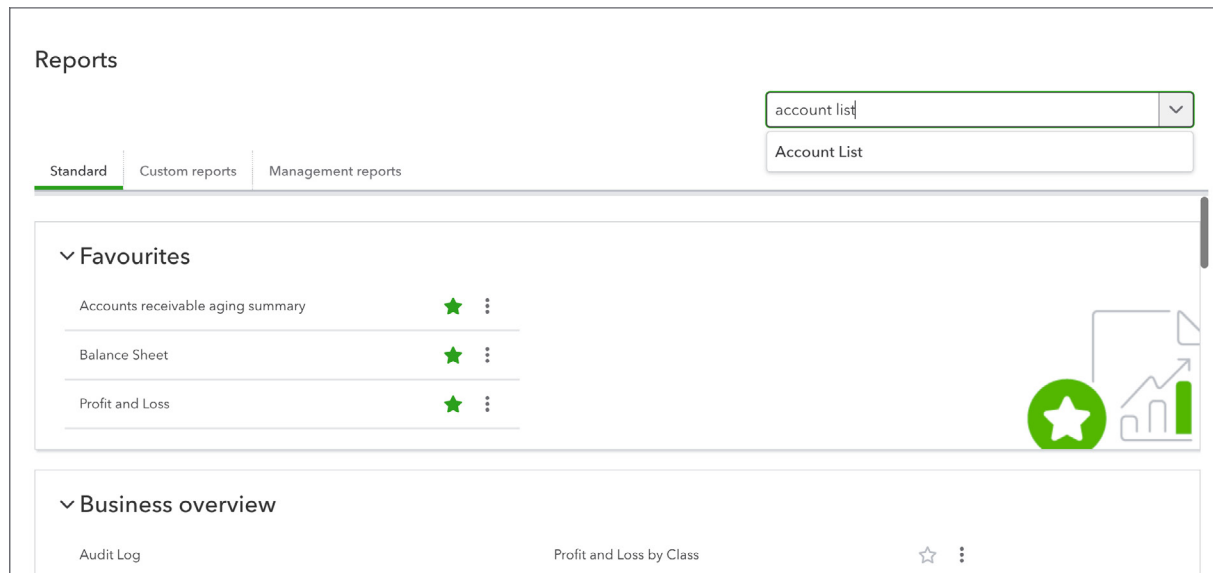 Reports
account list
Account List
Standard Custom reports Management reports
Favourites
Accounts receivable aging summary
Balance Sheet
Profit and Loss
Business overview
Audit Log Profit and Loss by Class